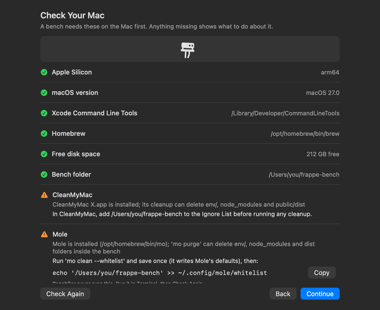 Check Your Mac
A bench needs these on the Mac first. Anything missing shows what to do about it.
Apple Silicon arm64
macOS version macOS 27.0
Xcode Command Line Tools /Library/Developer/CommandLineTools
Homebrew /opt/homebrew/bin/brew
Free disk space 212 GB free
Bench folder /Users/you/frappe-bench
CleanMyMac
CleanMyMac X.app is installed; its cleanup can delete env/, node_modules and public/dist
In CleanMyMac, add /Users/you/frappe-bench to the Ignore List before running any cleanup.
Mole
Mole is installed (/opt/homebrew/bin/mo); 'mo purge' can delete env/, node_modules and dist
folders inside the bench
Run 'mo clean --whitelist' and save once (it writes Mole's defaults), then:
echo '/Users/you/frappe-bench' >> ~/.config/mole/whitelist Copy
Check Again Back Continue